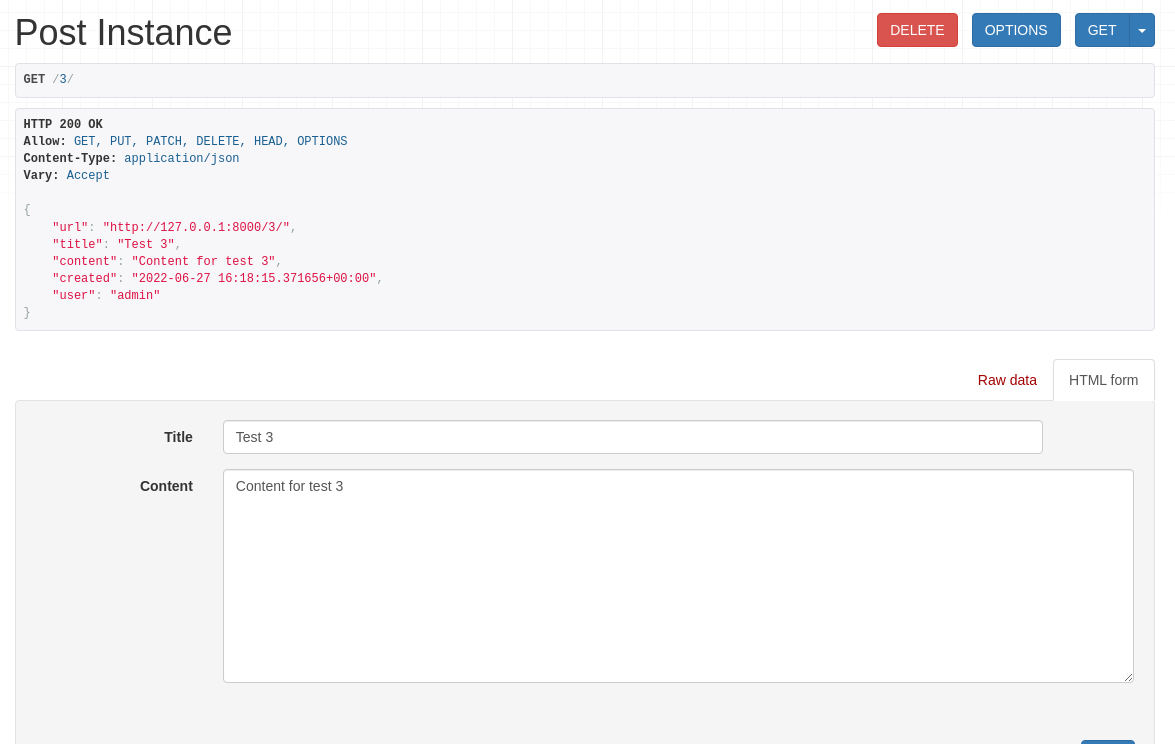 Post Instance
DELETE
OPTIONS
GET
GET /3/
HTTP 200 OK
Allow: GET, PUT, PATCH, DELETE, HEAD, OPTIONS
Content-Type: application/json
Vary: Accept
{
    "url": "http://127.0.0.1:8000/3/",
    "title": "Test 3",
    "content": "Content for test 3",
    "created": "2022-06-27 16:18:15.371656+00:00",
    "user": "admin"
}
Raw data
HTML form
Title
Test 3
Content
Content for test 3